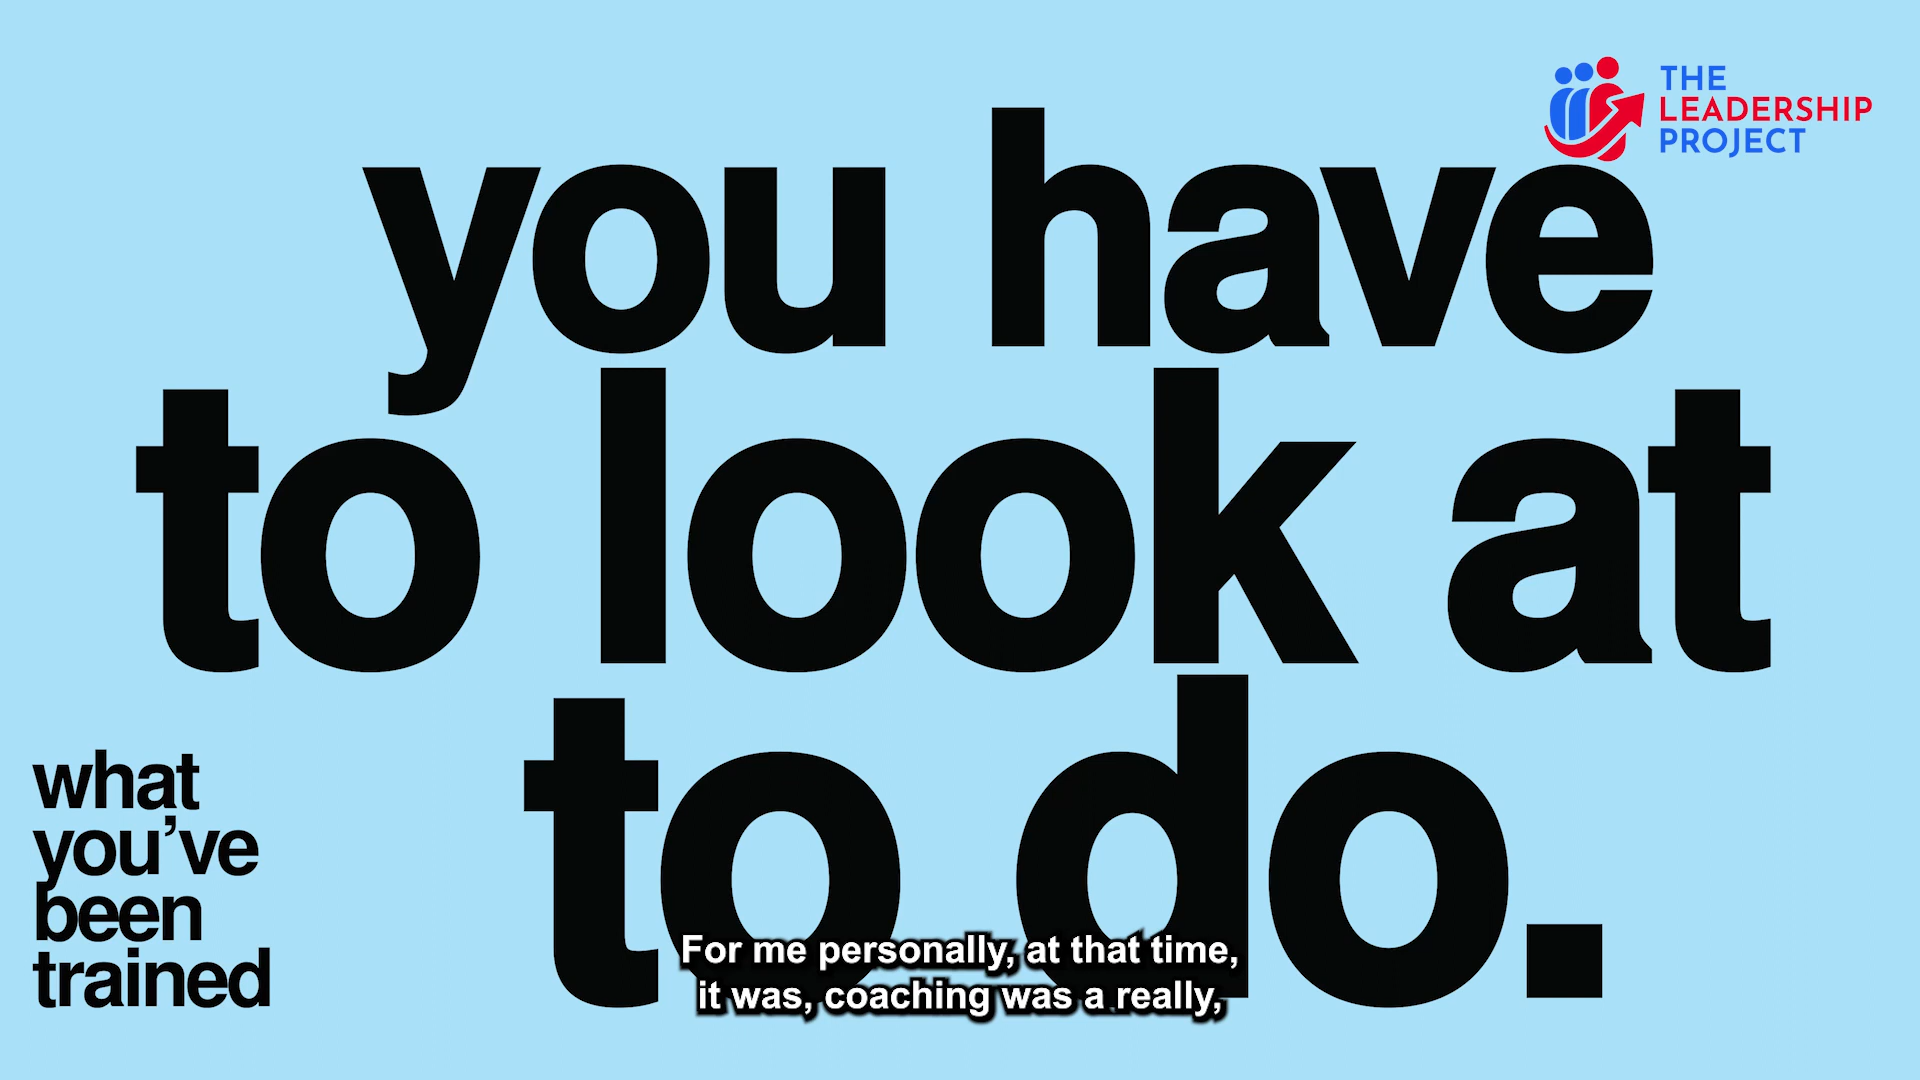 THE
LEADERSHIP
PROJECT
you have
to look at
what
you've
been
trained
to do.
For me personally, at that time,
it was, coaching was a really,